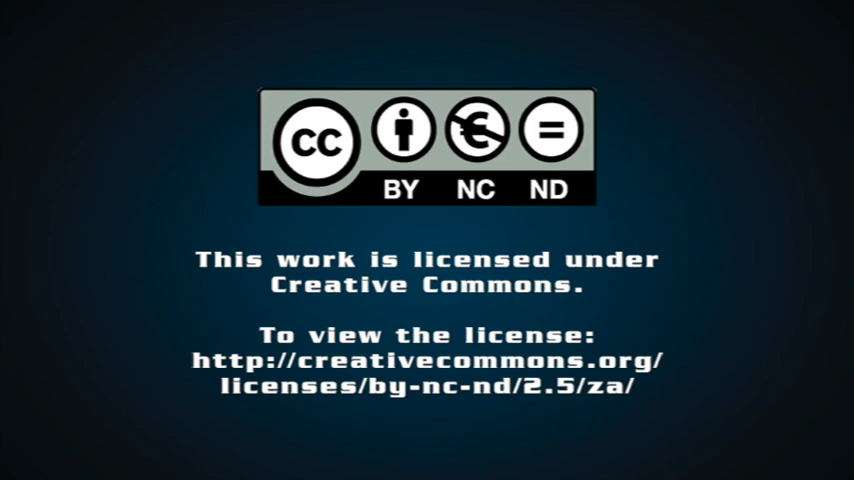 CC
BY NC ND
This work is licensed under
Creative Commons.
To view the license:
http://creativecommons.org/
licenses/by-nc-nd/2.5/za/